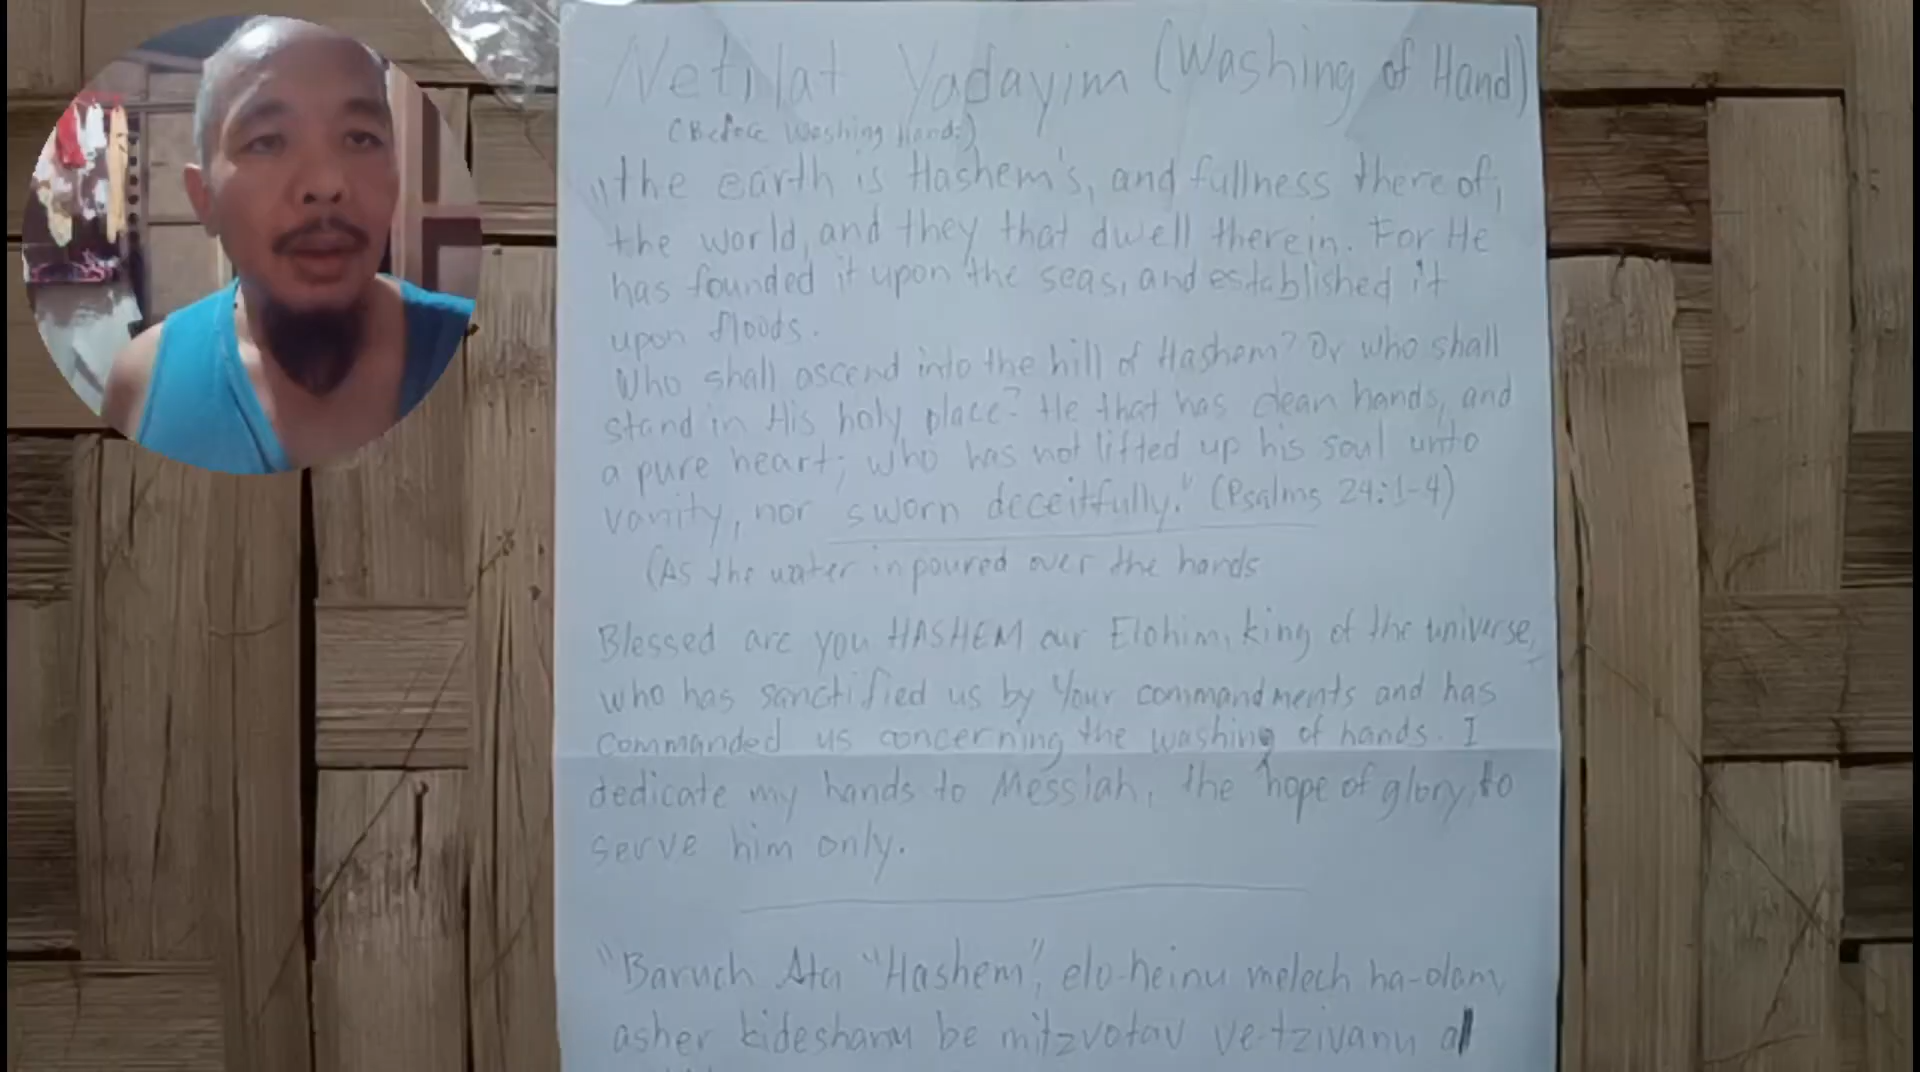 Netilat Yadayim (Washing of Hand)
(Before Washing Hands)
"the earth is Hashem's, and fullness there of,
the world, and they that dwell therein. For He
has founded it upon the seas, and established it
upon floods.
Who shall ascend into the hill of Hashem? Or who shall
stand in His holy place? He that has clean hands, and
a pure heart; who has not lifted up his soul unto
vanity, nor sworn deceitfully." (Psalms 24:1-4)
(As the water in poured over the hands
Blessed are you HASHEM our Elohim, king of the universe,
who has sanctified us by Your commandments and has
commanded us concerning the washing of hands. I
dedicate my hands to Messiah, the hope of glory, to
serve him only.
"Baruch Ata "Hashem", elo-heinu melech ha-olam,
asher kideshanu be mitzvotav ve-tzivanu al